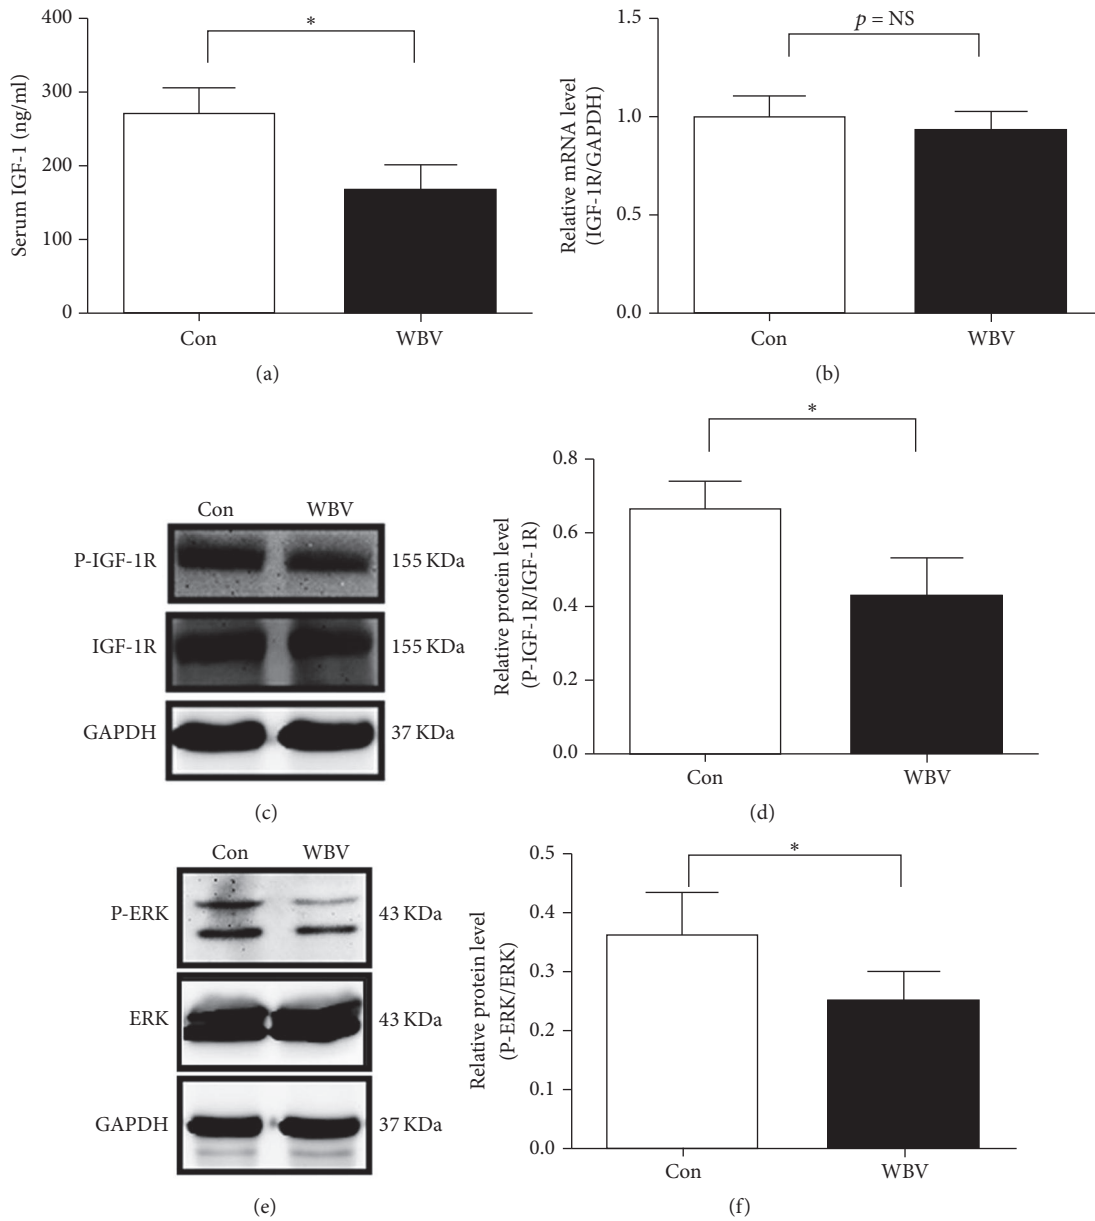 400
300
200
100
0
Serum IGF-1 (ng/ml)
*
Con
WBV
(a)
1.5
1.0
0.5
0.0
Relative mRNA level
(IGF-1R/GAPDH)
p = NS
Con
WBV
(b)
Con
WBV
P-IGF-1R
155 KDa
IGF-1R
155 KDa
GAPDH
37 KDa
(c)
0.8
0.6
0.4
0.2
0.0
Relative protein level
(P-IGF-1R/IGF-1R)
*
Con
WBV
(d)
Con
WBV
P-ERK
43 KDa
ERK
43 KDa
GAPDH
37 KDa
(e)
0.5
0.4
0.3
0.2
0.1
0.0
Relative protein level
(P-ERK/ERK)
*
Con
WBV
(f)